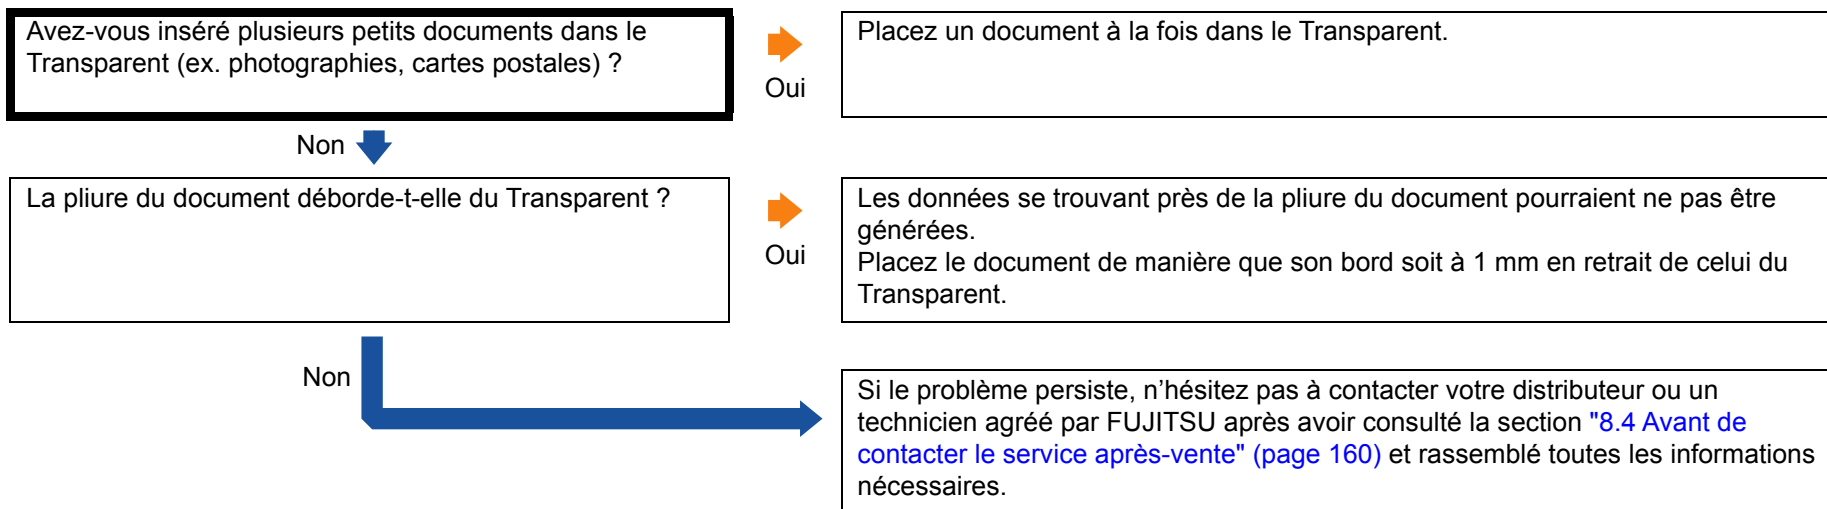 Avez-vous inséré plusieurs petits documents dans le
Transparent (ex. photographies, cartes postales) ?
Oui
Placez un document à la fois dans le Transparent.
Non
La pliure du document déborde-t-elle du Transparent ?
Oui
Les données se trouvant près de la pliure du document pourraient ne pas être
générées.
Placez le document de manière que son bord soit à 1 mm en retrait de celui du
Transparent.
Non
Si le problème persiste, n’hésitez pas à contacter votre distributeur ou un
technicien agréé par FUJITSU après avoir consulté la section "8.4 Avant de
contacter le service après-vente" (page 160) et rassemblé toutes les informations
nécessaires.